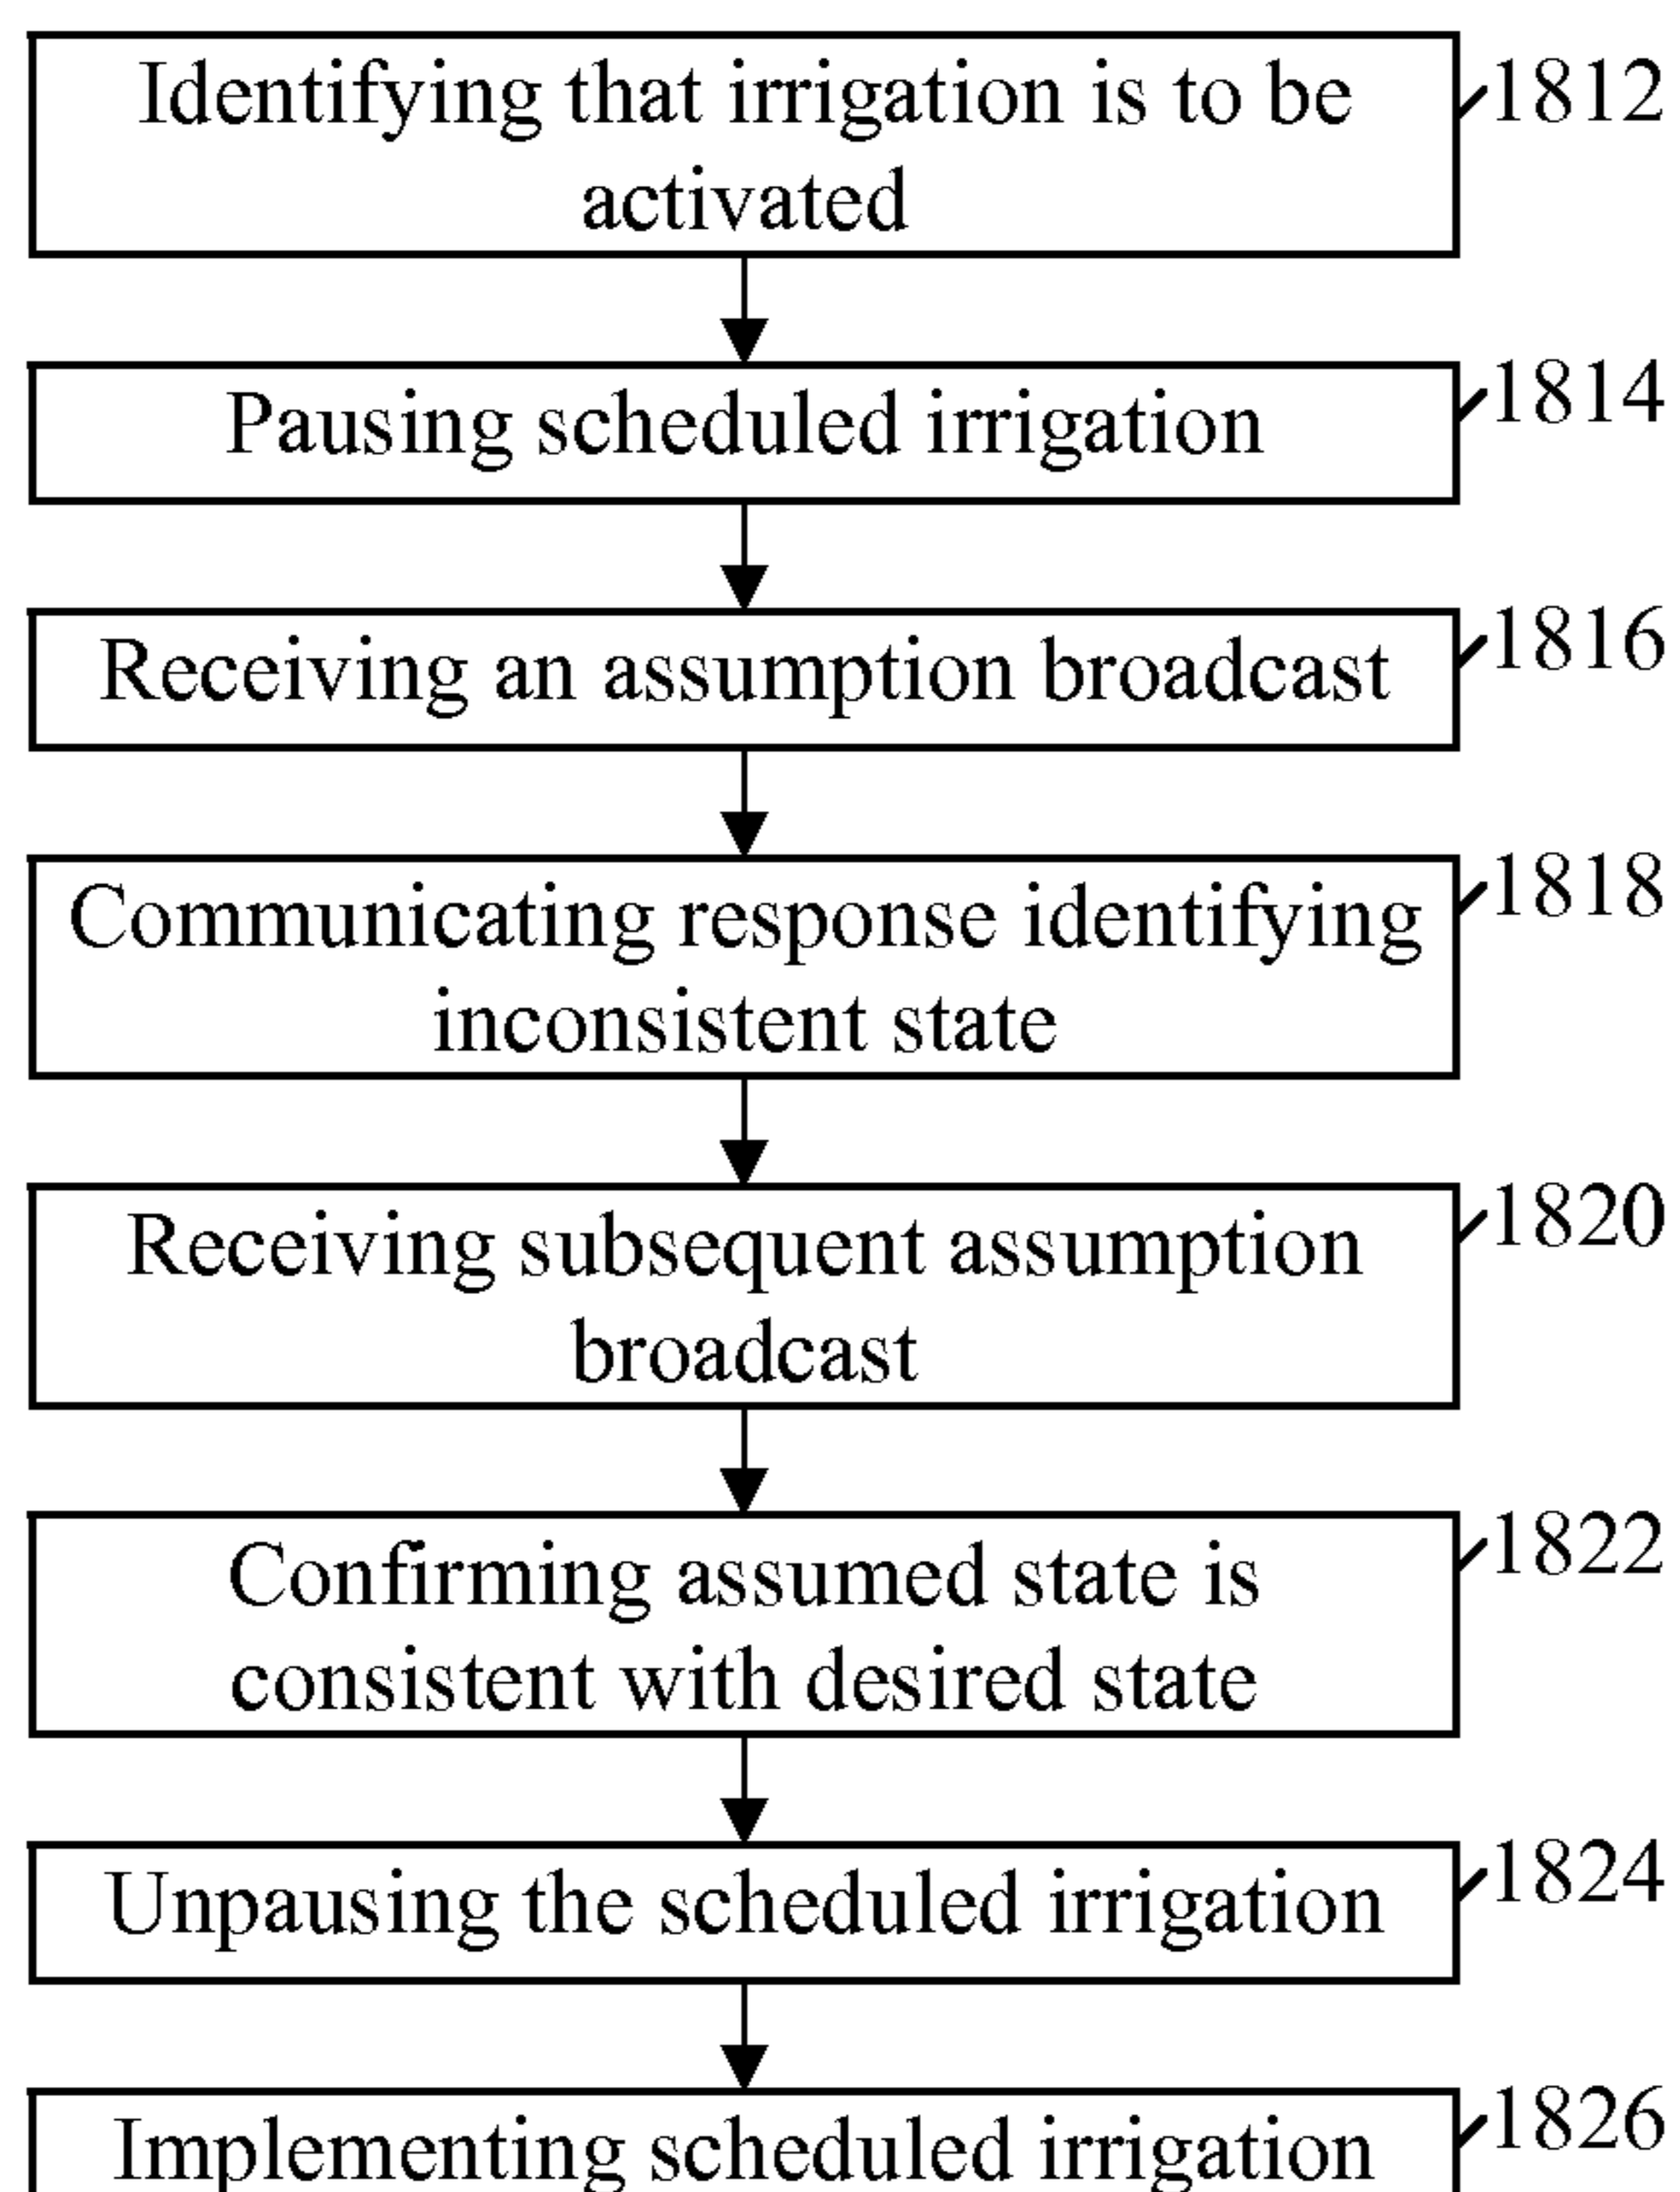 Identifying that irrigation is to be
activated
1812
Pausing scheduled irrigation
1814
Receiving an assumption broadcast
1816
Communicating response identifying
inconsistent state
1818
Receiving subsequent assumption
broadcast
1820
Confirming assumed state is
consistent with desired state
1822
Unpausing the scheduled irrigation
1824
Implementing scheduled irrigation
1826